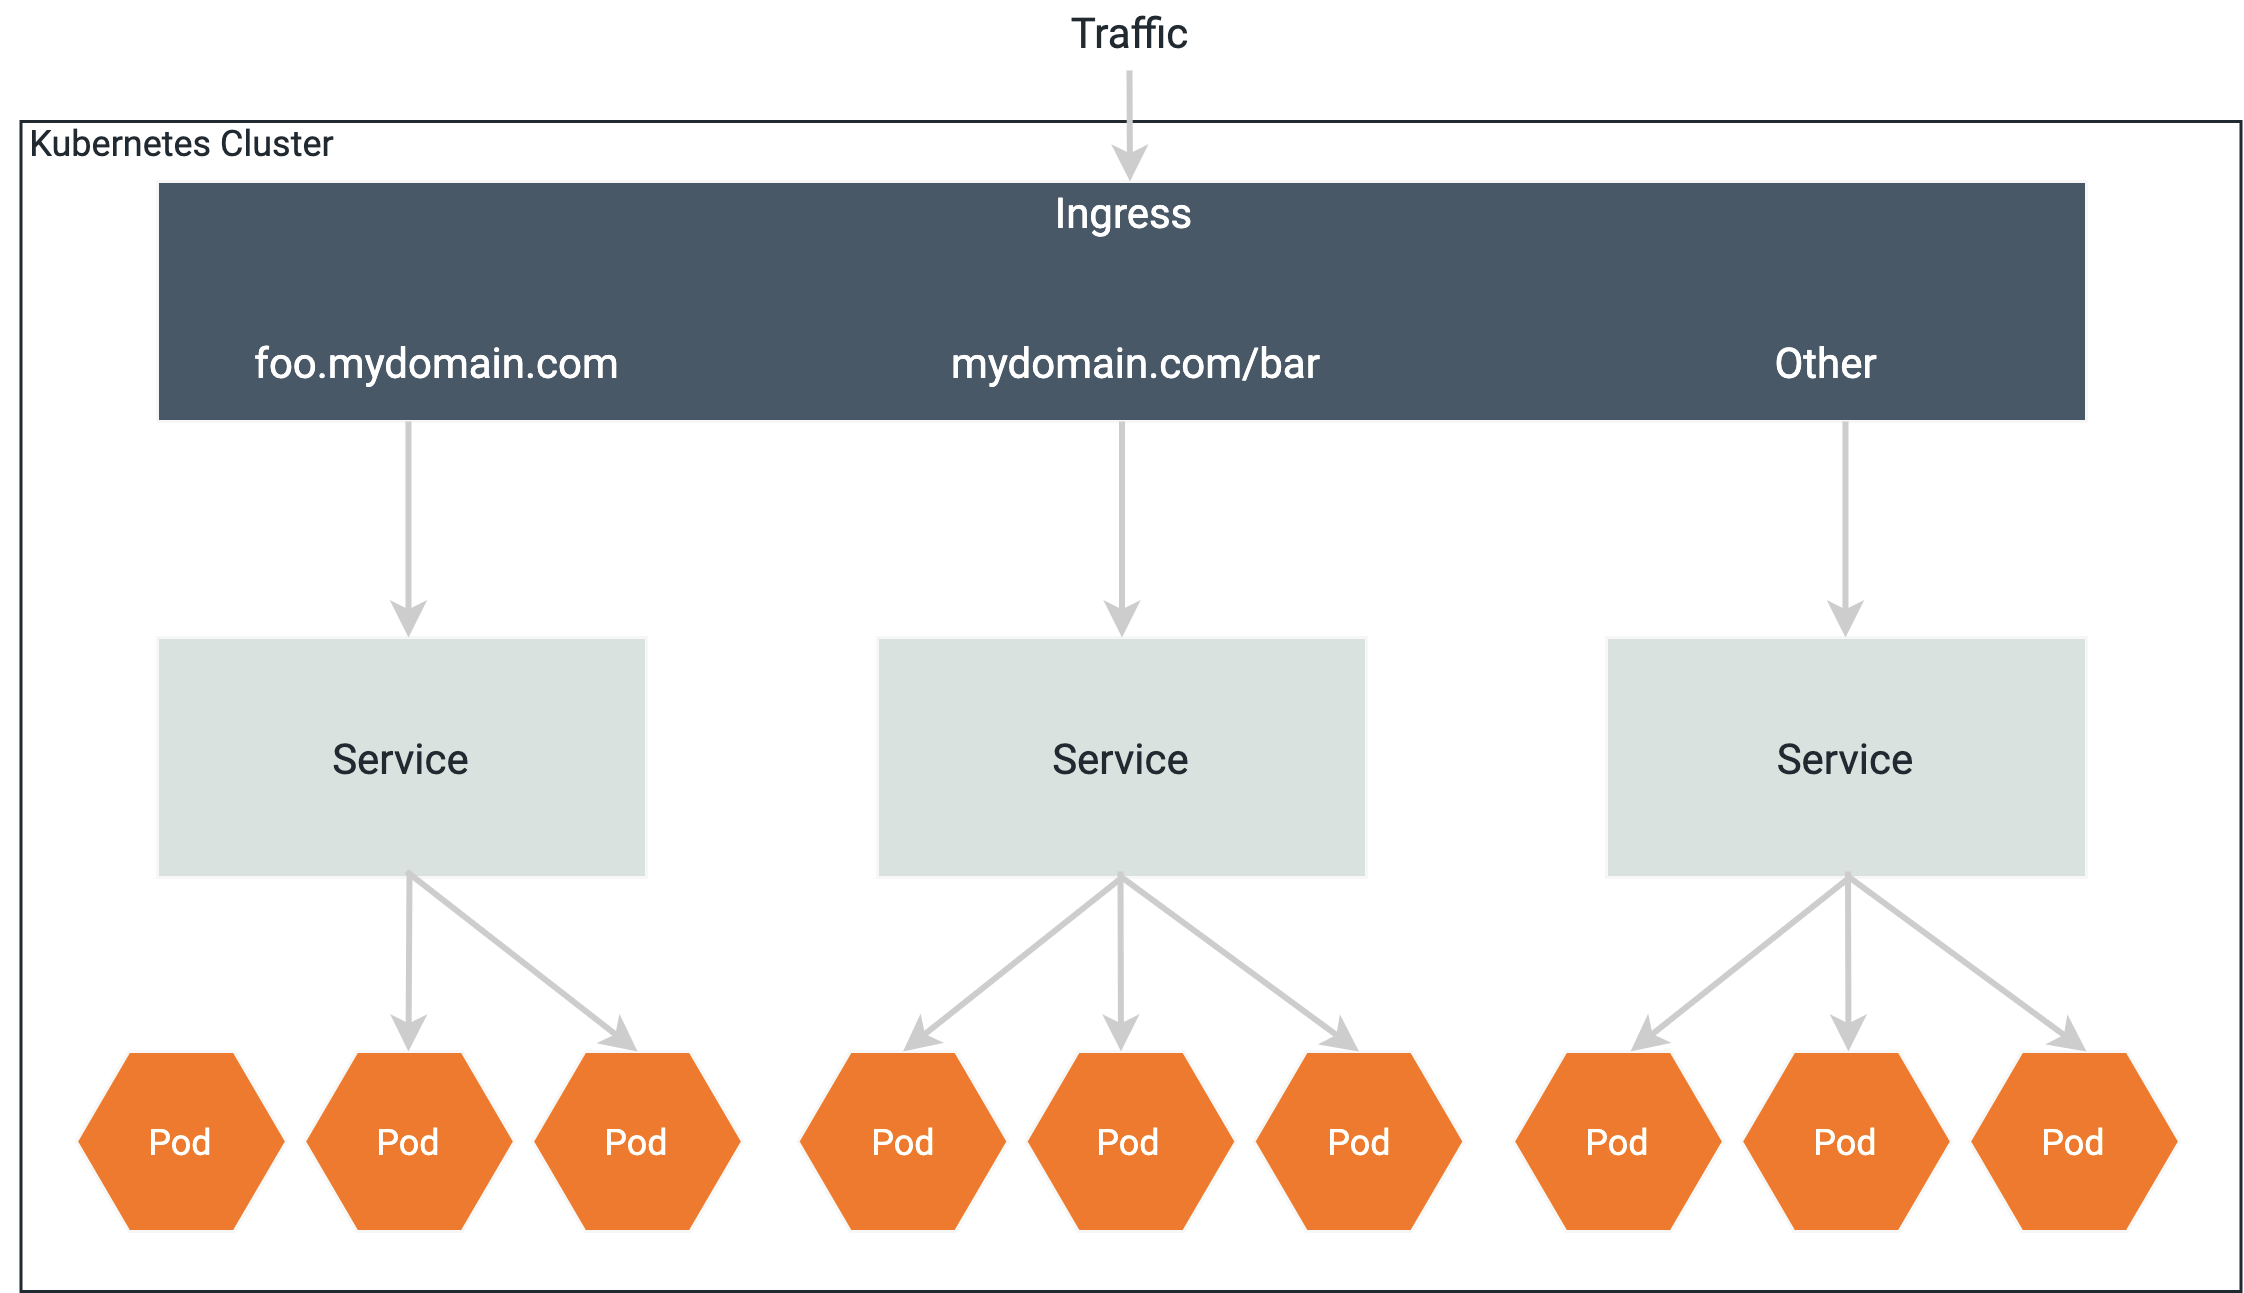 Traffic
Kubernetes Cluster
Ingress
foo.mydomain.com
mydomain.com/bar
Other
Service
Service
Service
Pod
Pod
Pod
Pod
Pod
Pod
Pod
Pod
Pod